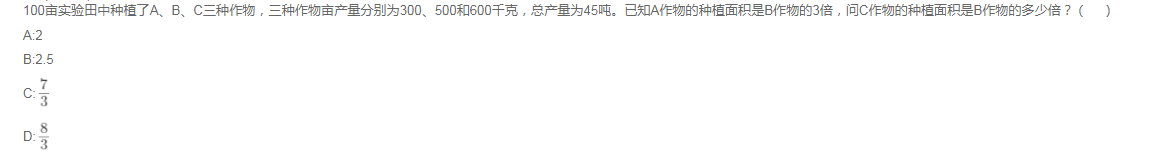 100亩实验田中种植了A、B、C三种作物，三种作物亩产量分别为300、500和600千克，总产量为45吨。已知A作物的种植面积是B作物的3倍，问C作物的种植面积是B作物的多少倍？（　　）
A:2
B:2.5
C:7/3
D:8/3